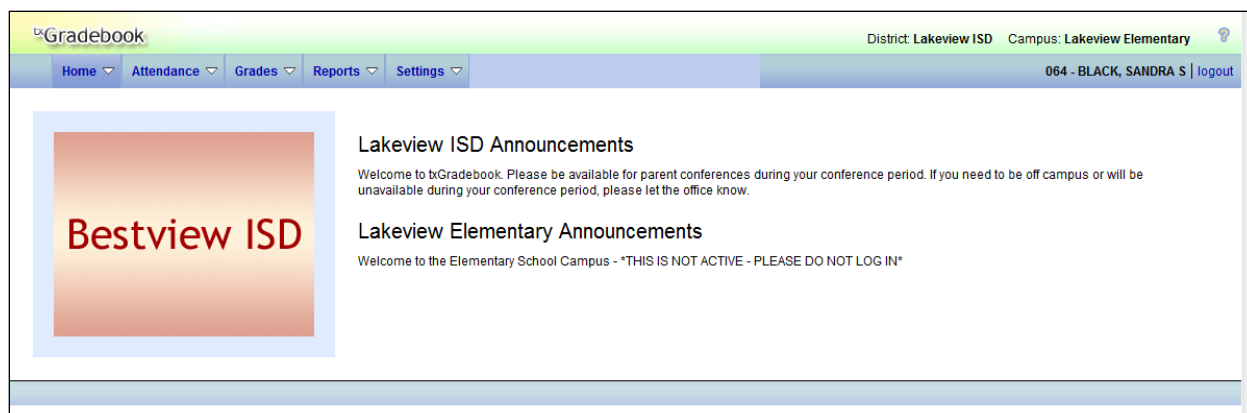 txGradebook
District: Lakeview ISD Campus: Lakeview Elementary ?
Home Attendance Grades Reports Settings
064 - BLACK, SANDRA S | logout
Bestview ISD
Lakeview ISD Announcements
Welcome to txGradebook. Please be available for parent conferences during your conference period. If you need to be off campus or will be
unavailable during your conference period, please let the office know.
Lakeview Elementary Announcements
Welcome to the Elementary School Campus - *THIS IS NOT ACTIVE - PLEASE DO NOT LOG IN*